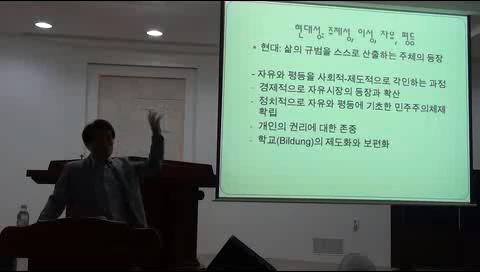 현대성: 주체성, 이성, 자유, 평등
• 현대: 삶의 규범을 스스로 산출하는 주체의 등장
- 자유와 평등을 사회적-제도적으로 각인하는 과정
- 경제적으로 자유시장의 등장과 확산
- 정치적으로 자유와 평등에 기초한 민주주의체제
확립
- 개인의 권리에 대한 존중
- 학교(Bildung)의 제도화와 보편화